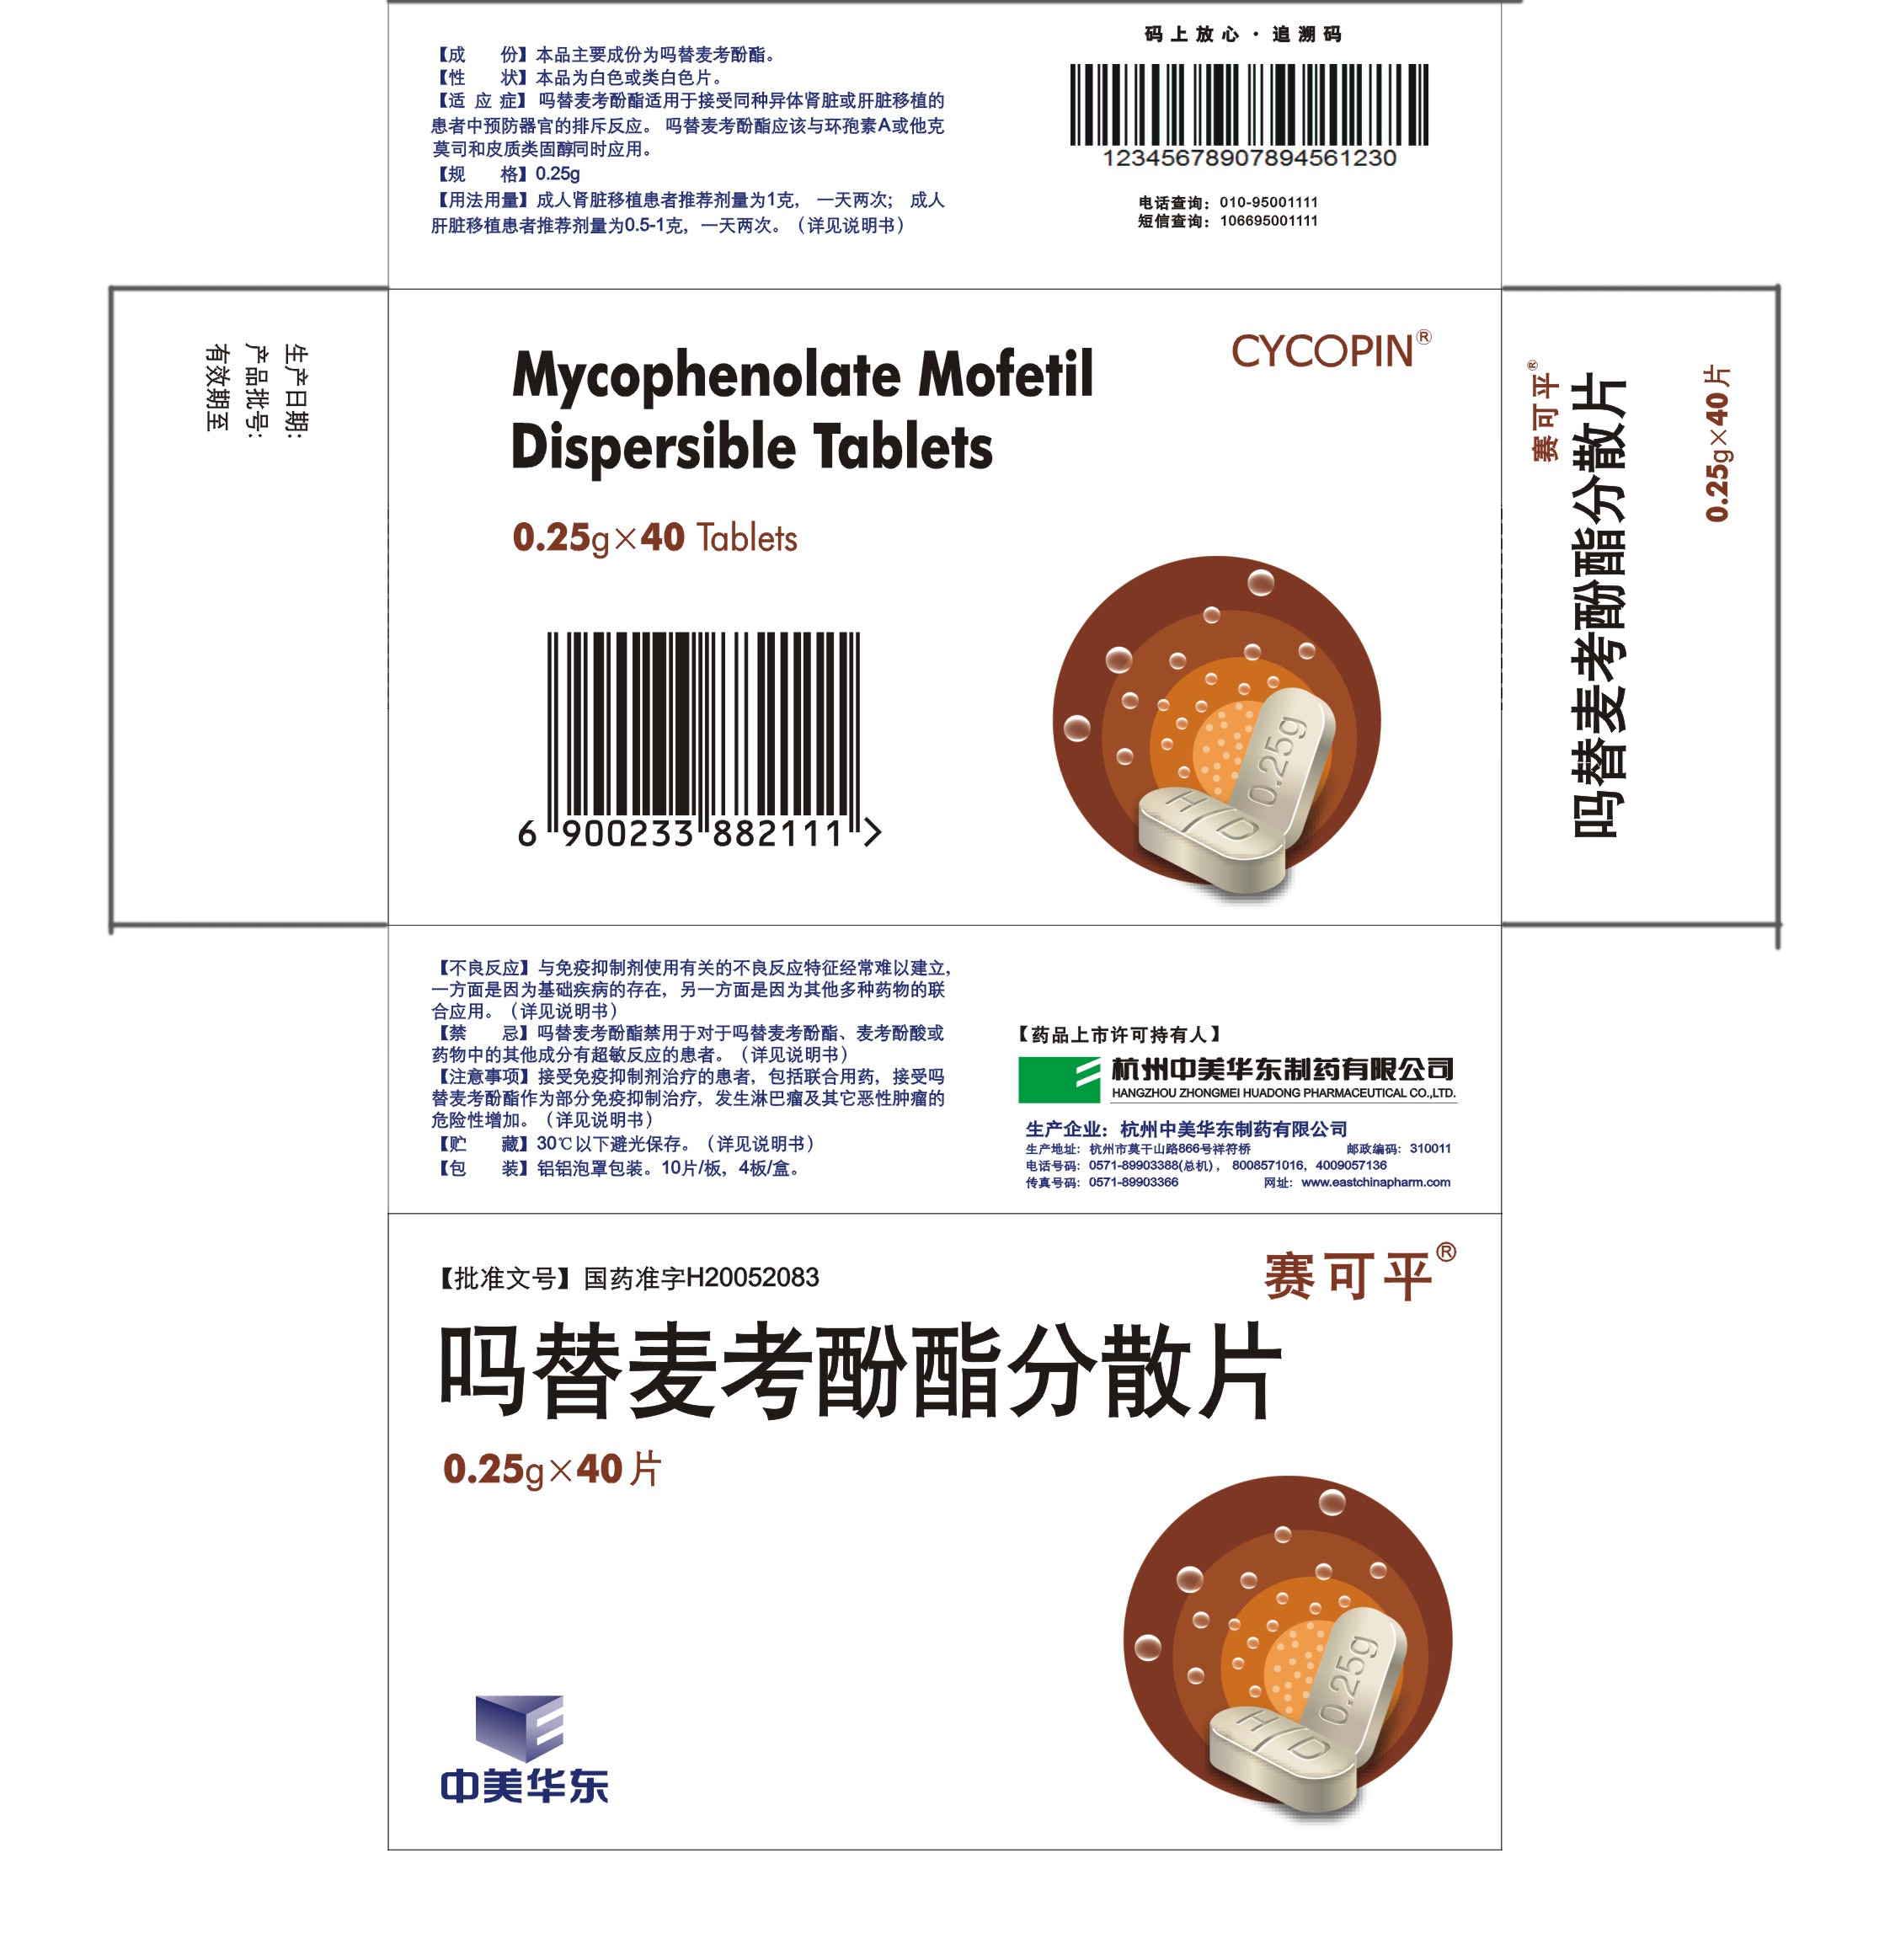 码上放心·追溯码
【成 份】本品主要成份为吗替麦考酚酯。
【性 状】本品为白色或类白色片。
【适 应 症】 吗替麦考酚酯适用于接受同种异体肾脏或肝脏移植的
患者中预防器官的排斥反应。 吗替麦考酚酯应该与环孢素A或他克
莫司和皮质类固醇同时应用。
【规 格】0.25g
【用法用量】成人肾脏移植患者推荐剂量为1克， 一天两次； 成人
肝脏移植患者推荐剂量为0.5-1克，一天两次。（详见说明书）
12345678907894561230
电话查询：010-95001111
短信查询：106695001111
生产日期:
产品批号:
有效期至
Mycophenolate Mofetil
Dispersible Tablets
0.25g×40 Tablets
CYCOPIN®
6 900233 882111 >
0.25g
H/D
赛可平®
吗替麦考酚酯分散片
0.25g×40片
【不良反应】与免疫抑制剂使用有关的不良反应特征经常难以建立，
一方面是因为基础疾病的存在，另一方面是因为其他多种药物的联
合应用。（详见说明书）
【禁 忌】吗替麦考酚酯禁用于对于吗替麦考酚酯、麦考酚酸或
药物中的其他成分有超敏反应的患者。（详见说明书）
【注意事项】接受免疫抑制剂治疗的患者，包括联合用药，接受吗
替麦考酚酯作为部分免疫抑制治疗，发生淋巴瘤及其它恶性肿瘤的
危险性增加。（详见说明书）
【贮 藏】30℃以下避光保存。（详见说明书）
【包 装】铝铝泡罩包装。10片/板，4板/盒。
【药品上市许可持有人】
杭州中美华东制药有限公司
HANGZHOU ZHONGMEI HUADONG PHARMACEUTICAL CO.,LTD.
生产企业：杭州中美华东制药有限公司
生产地址：杭州市莫干山路866号祥符桥 邮政编码：310011
电话号码：0571-89903388(总机)， 8008571016，4009057136
传真号码：0571-89903366 网址：www.eastchinapharm.com
【批准文号】国药准字H20052083
赛可平®
吗替麦考酚酯分散片
0.25g×40片
0.25g
H/D
中美华东